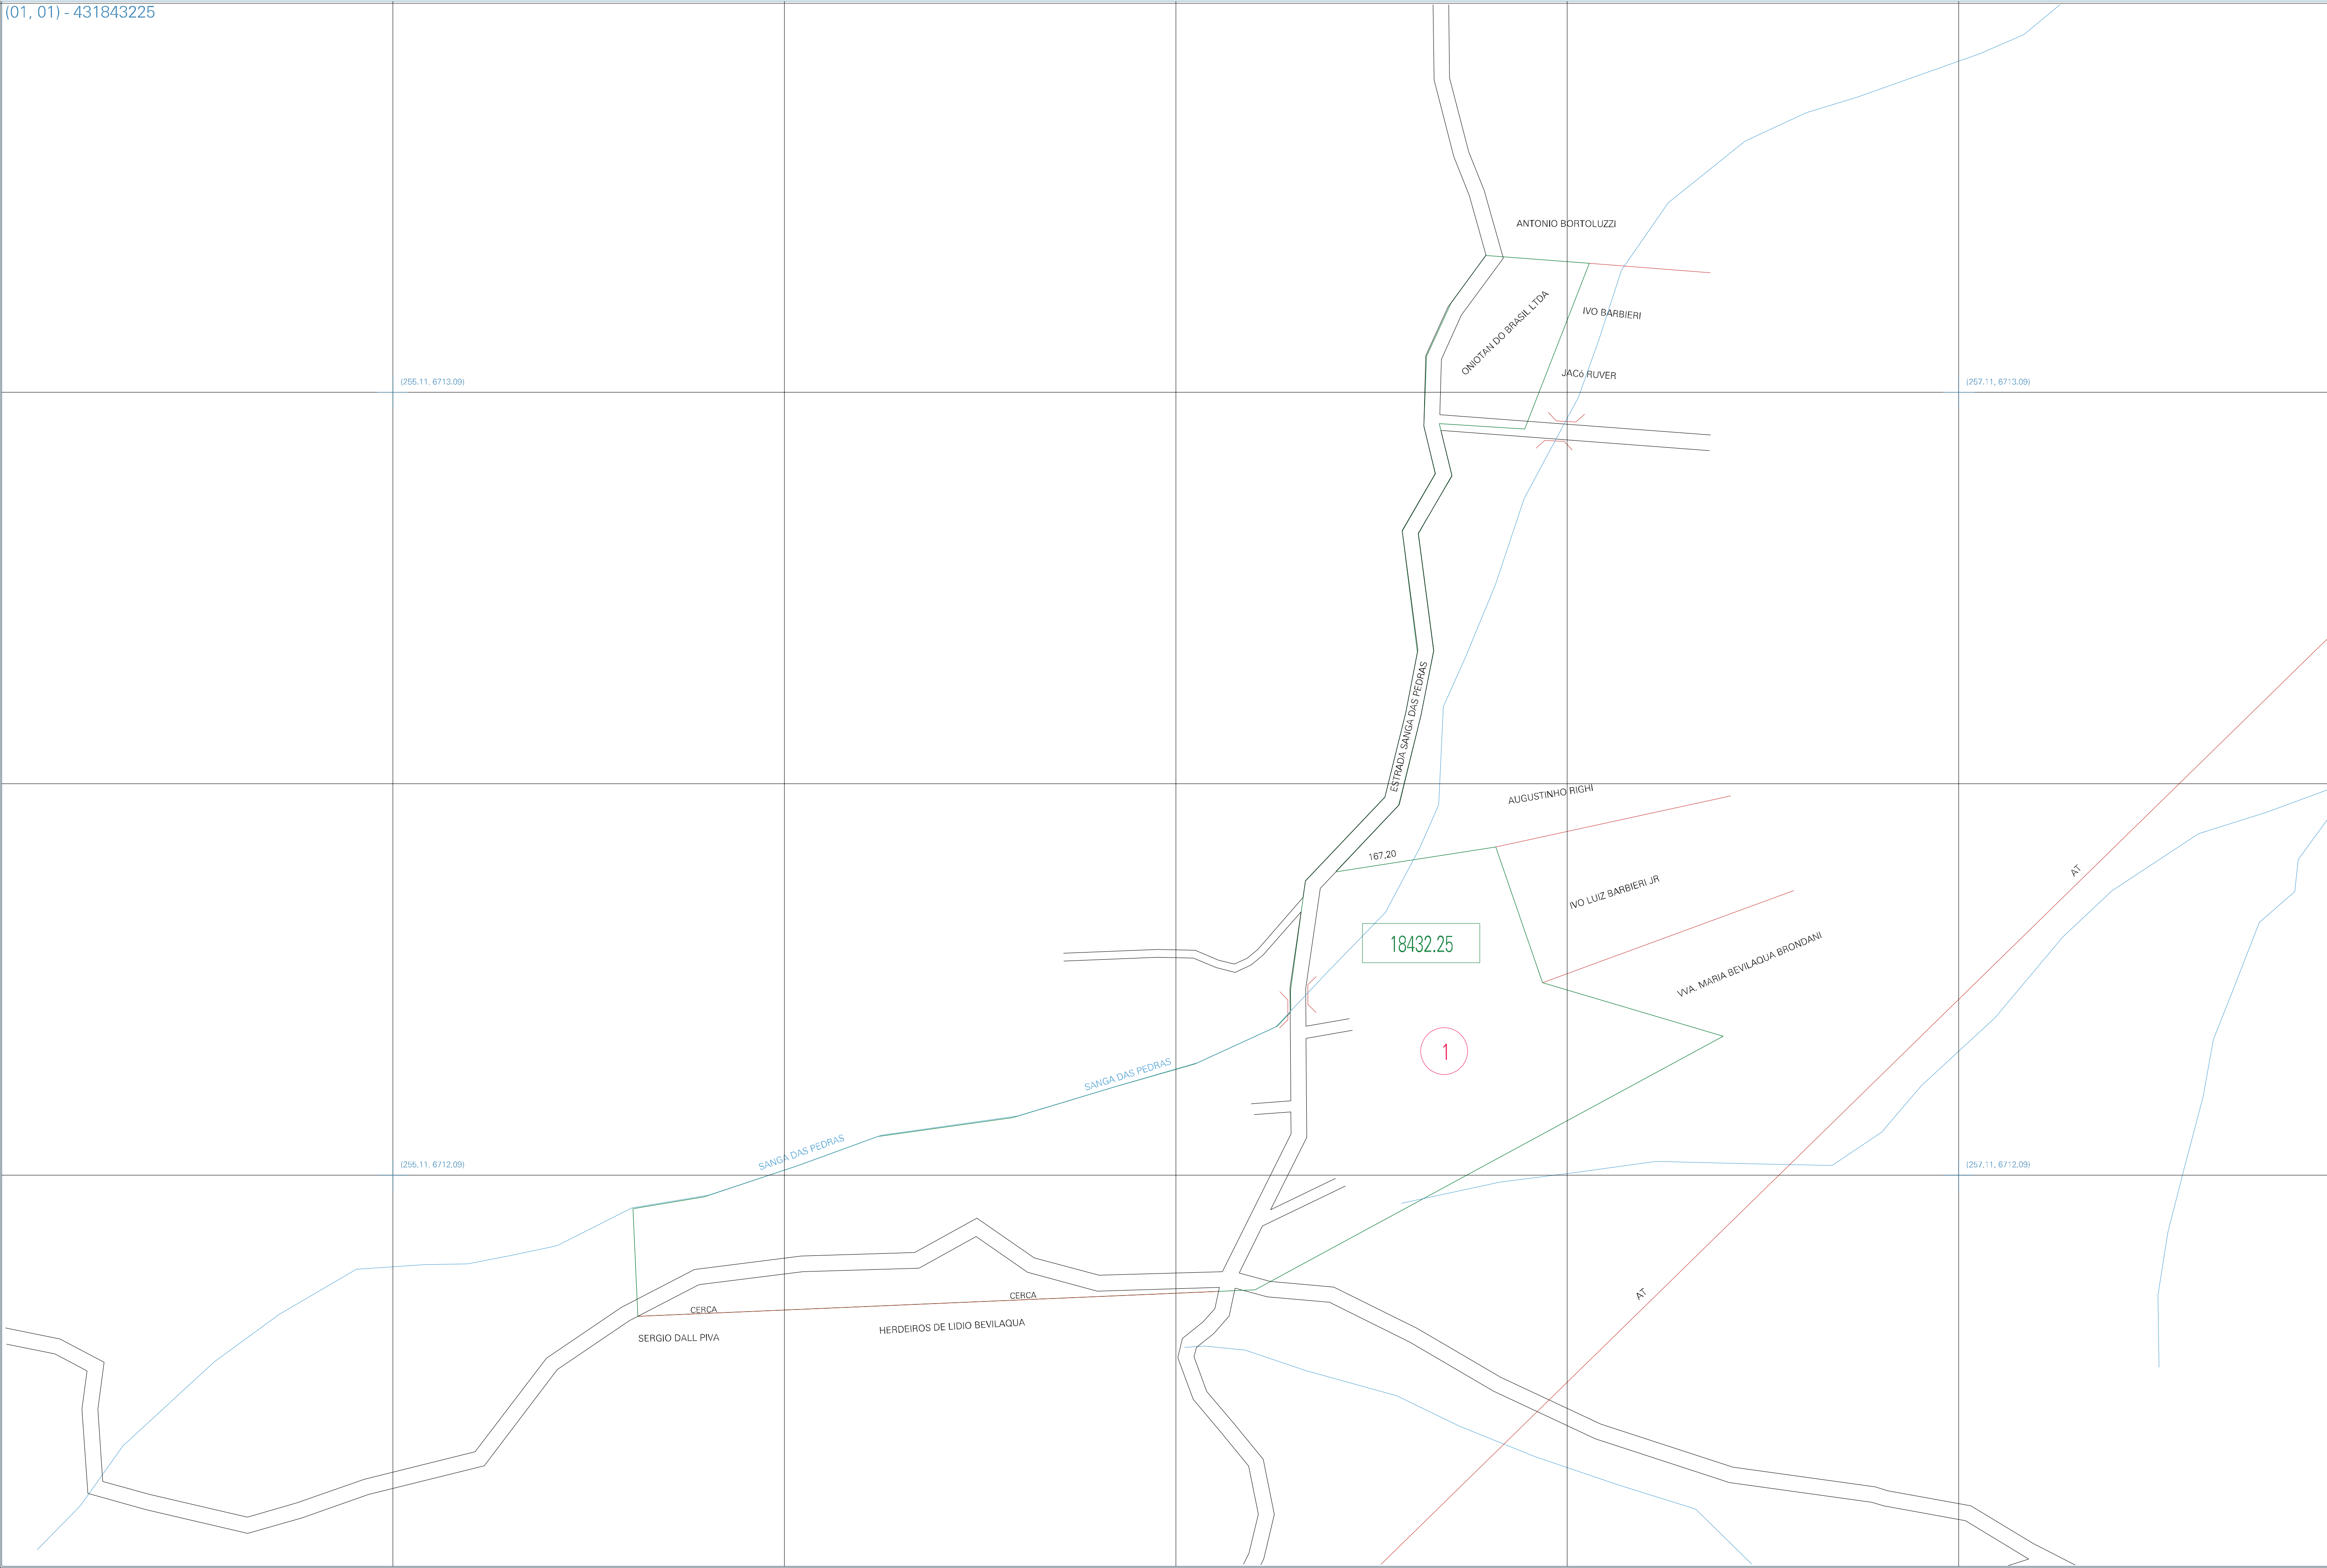 (01, 01) - 431843225
ANTONIO BORTOLUZZI
ONIOTAN DO BRASIL LTDA
IVO BARBIERI
JACó RUVER
(255.11, 6713.09)
(257.11, 6713.09)
ESTRADA SANGA DAS PEDRAS
AUGUSTINHO RIGHI
167.20
AT
IVO LUIZ BARBIERI JR
18432.25
VVA. MARIA BEVILAQUA BRONDANI
1
SANGA DAS PEDRAS
SANGA DAS PEDRAS
(255.11, 6712.09)
(257.11, 6712.09)
AT
CERCA
CERCA
HERDEIROS DE LIDIO BEVILAQUA
SERGIO DALL PIVA